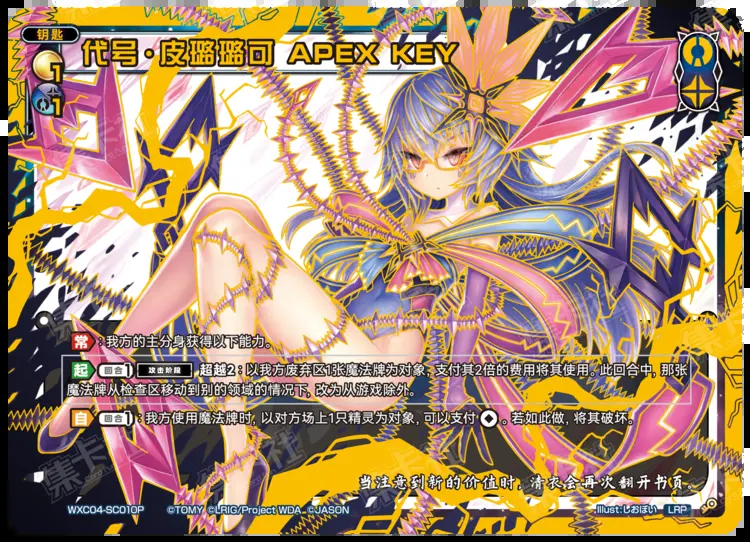 钥匙
代号·皮璐璐可 APEX KEY
1
1
常:我方的主分身获得以下能力。
起 回合1 攻击阶段 超越2:以我方废弃区1张魔法牌为对象,支付其2倍的费用将其使用。此回合中,那张
魔法牌从检查区移动到别的领域的情况下,改为从游戏除外。
自 回合1:我方使用魔法牌时,以对方场上1只精灵为对象,可以支付 。若如此做,将其破坏。
当注意到新的价值时,清衣会再次翻开书页。
WXC04-SC010P ©TOMY ©LRIG/Project WDA ©JASON Illust:しおぼい LRP